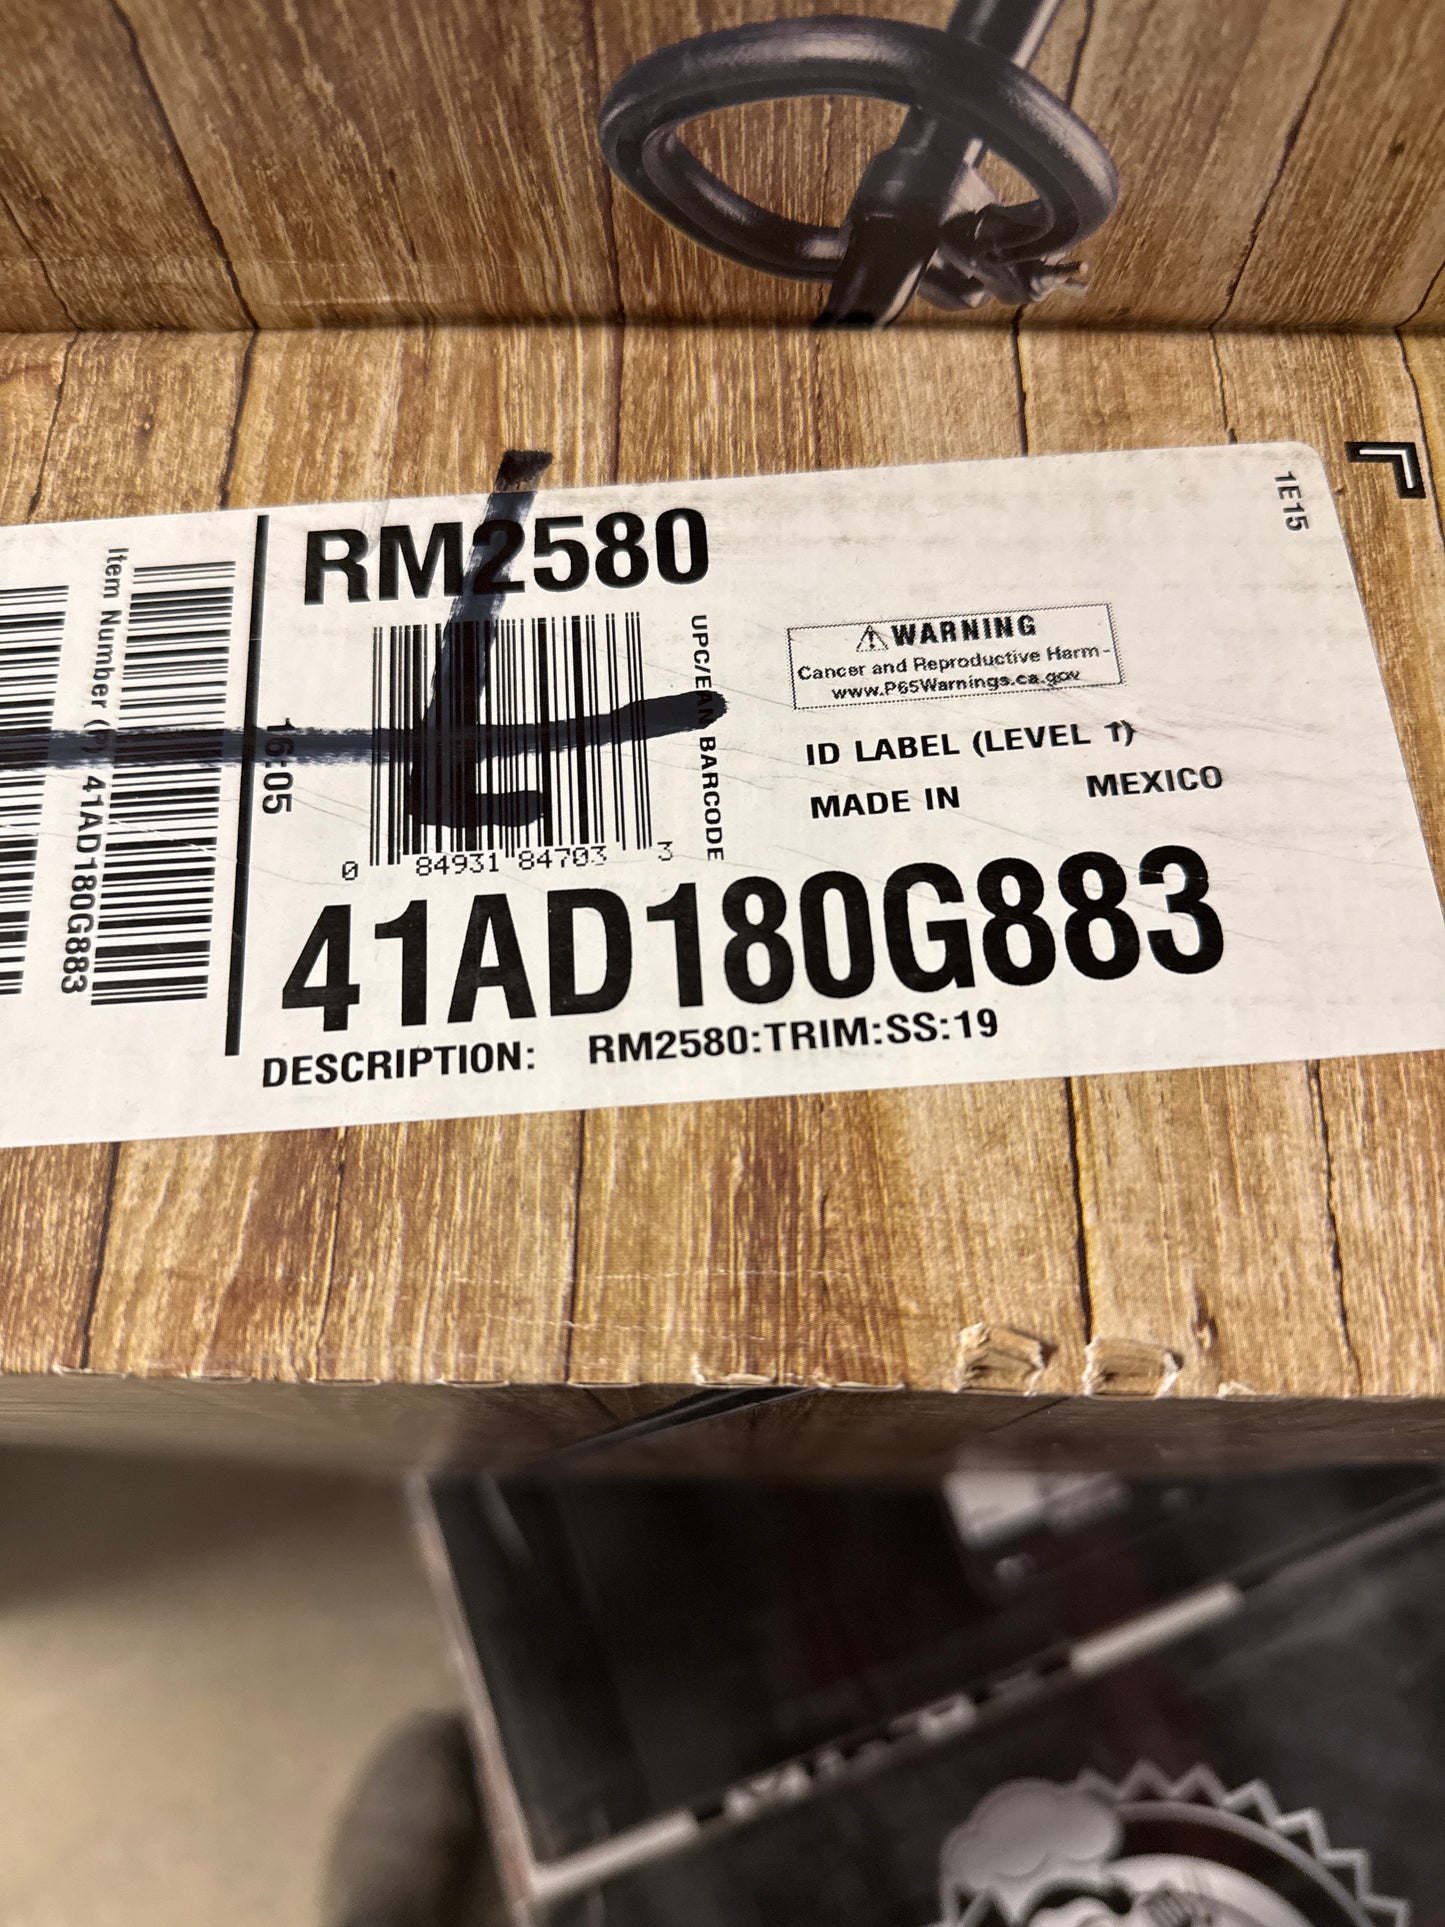 1E15
RM2580
Item Number (P) 41AD180G883
16:05
UPC/EAN BARCODE
0 84931 84703 3
WARNING
Cancer and Reproductive Harm-
www.P65Warnings.ca.gov
ID LABEL (LEVEL 1)
MADE IN MEXICO
41AD180G883
DESCRIPTION: RM2580:TRIM:SS:19